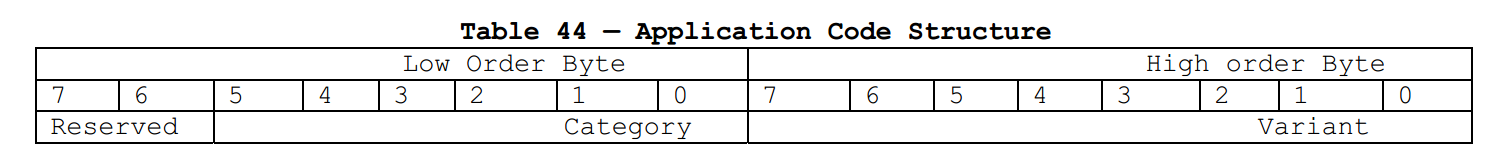 Table 44 — Application Code Structure
Low Order Byte High order Byte
7 6 5 4 3 2 1 0 7 6 5 4 3 2 1 0
Reserved Category Variant